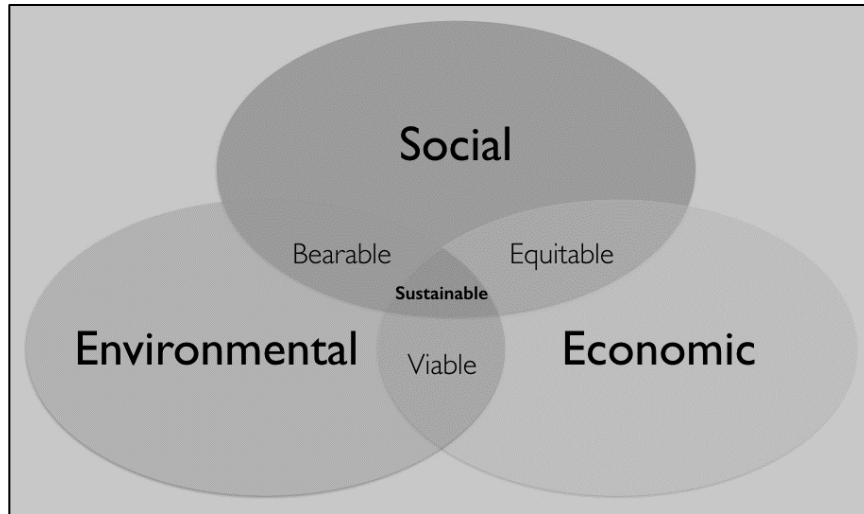 Social
Bearable
Equitable
Sustainable
Environmental
Viable
Economic